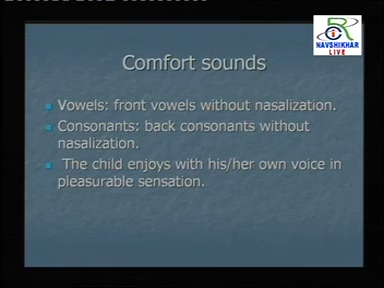 NAVSHIKHAR
LIVE
Comfort sounds
Vowels: front vowels without nasalization.
Consonants: back consonants without
nasalization.
The child enjoys with his/her own voice in
pleasurable sensation.